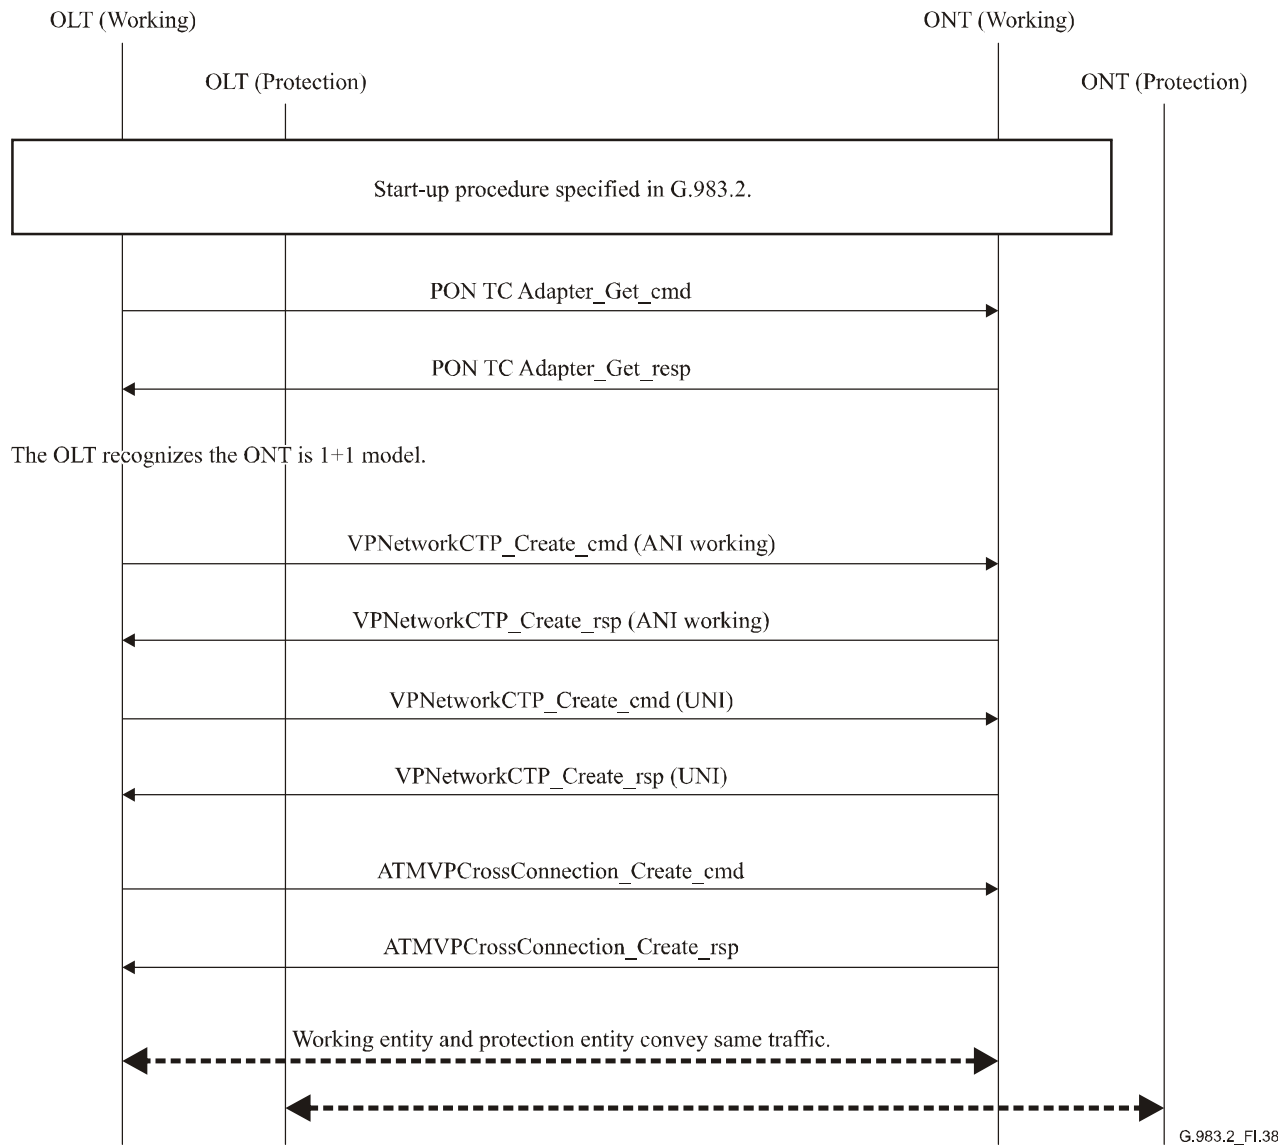 OLT (Working)
ONT (Working)
OLT (Protection)
ONT (Protection)
Start-up procedure specified in G.983.2.
PON TC Adapter_Get_cmd
PON TC Adapter_Get_resp
The OLT recognizes the ONT is 1+1 model.
VPNetworkCTP_Create_cmd (ANI working)
VPNetworkCTP_Create_rsp (ANI working)
VPNetworkCTP_Create_cmd (UNI)
VPNetworkCTP_Create_rsp (UNI)
ATMVPCrossConnection_Create_cmd
ATMVPCrossConnection_Create_rsp
Working entity and protection entity convey same traffic.
G.983.2_FI.38